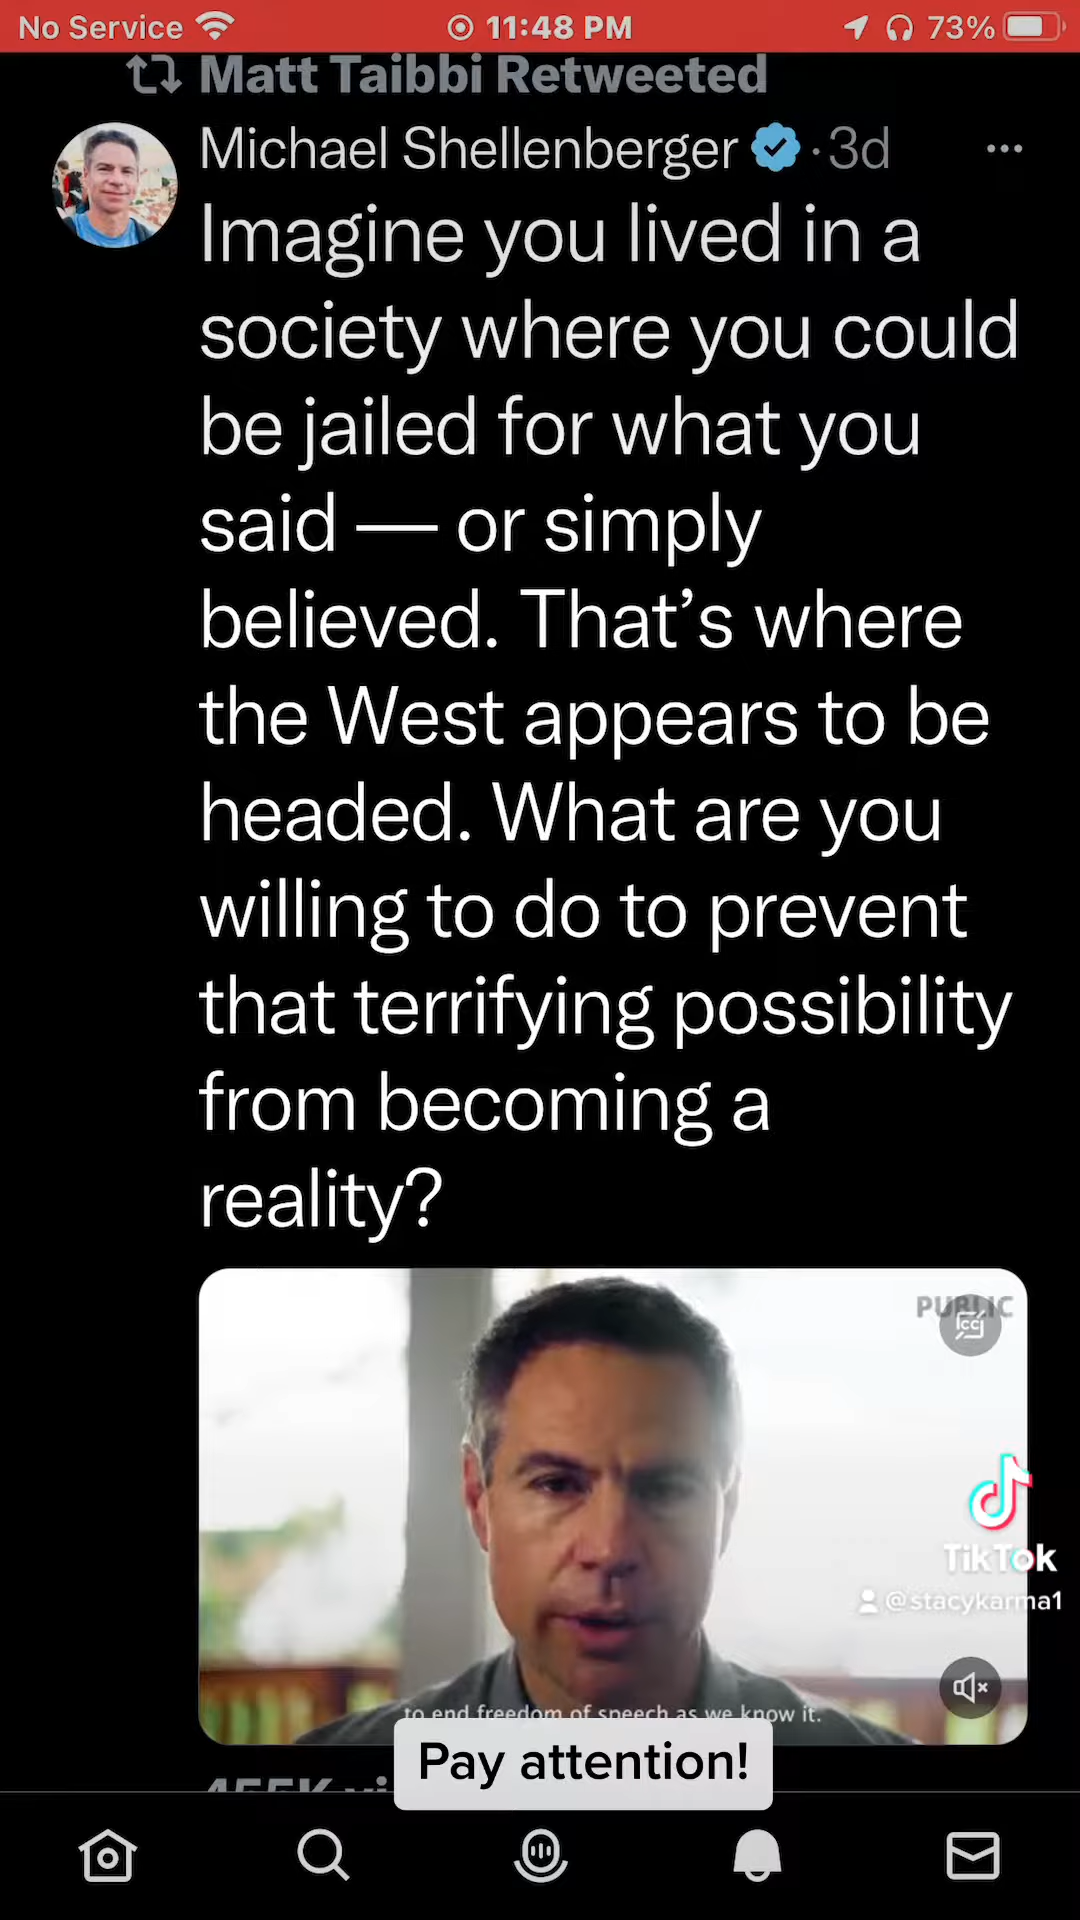 No Service 11:48 PM 73%
Matt Taibbi Retweeted
Michael Shellenberger · 3d
Imagine you lived in a
society where you could
be jailed for what you
said — or simply
believed. That’s where
the West appears to be
headed. What are you
willing to do to prevent
that terrifying possibility
from becoming a
reality?
PUBLIC
CC
TikTok
@stacykarma1
to end freedom of speech as we know it.
Pay attention!
455K